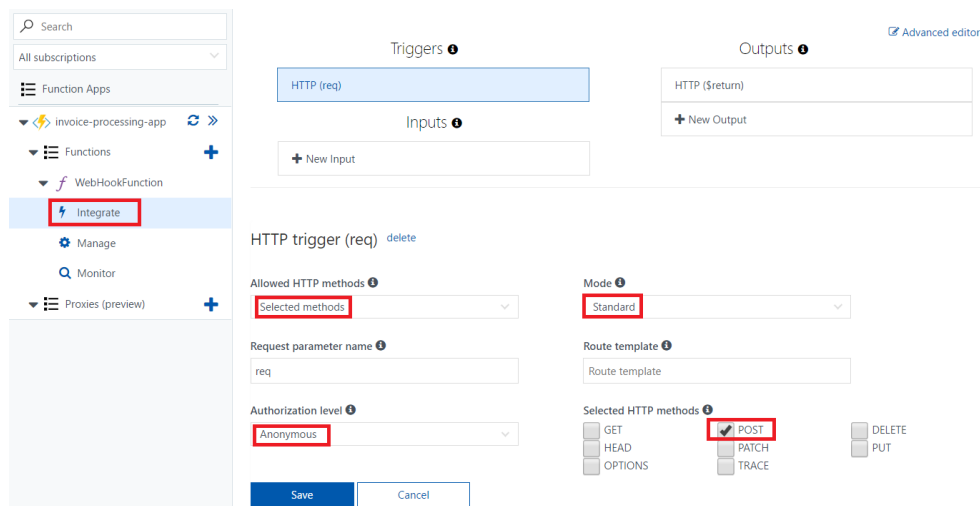 Search
All subscriptions
Function Apps
invoice-processing-app
Functions
WebHookFunction
Integrate
Manage
Monitor
Proxies (preview)
Advanced editor
Triggers
HTTP (req)
Inputs
New Input
Outputs
HTTP ($return)
New Output
HTTP trigger (req) delete
Allowed HTTP methods
Selected methods
Mode
Standard
Request parameter name
req
Route template
Route template
Authorization level
Anonymous
Selected HTTP methods
GET POST DELETE
HEAD PATCH PUT
OPTIONS TRACE
Save Cancel